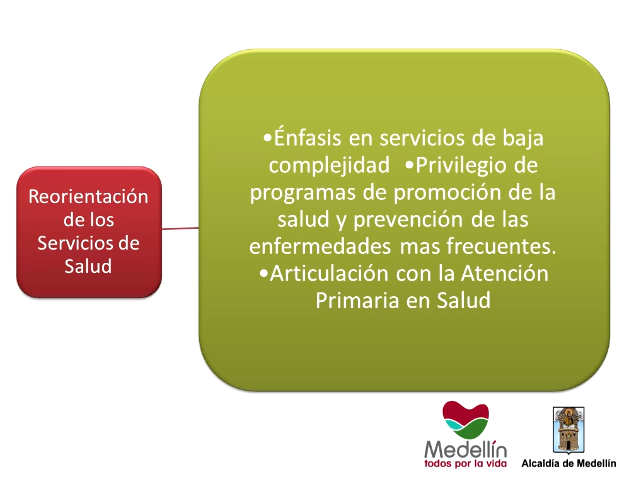 Reorientación
de los
Servicios de
Salud
•Énfasis en servicios de baja
complejidad •Privilegio de
programas de promoción de la
salud y prevención de las
enfermedades mas frecuentes.
•Articulación con la Atención
Primaria en Salud
Medellín
todos por la vida
Alcaldía de Medellín